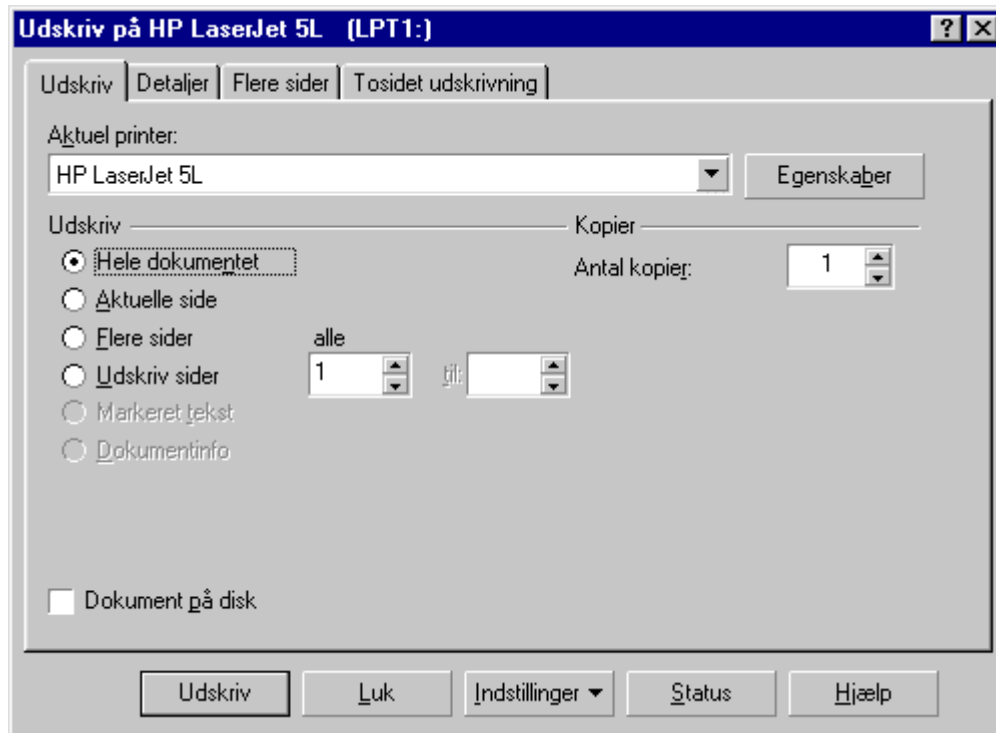 Udskriv på HP LaserJet 5L (LPT1:)
Udskriv Detaljer Flere sider Tosidet udskrivning
Aktuel printer:
HP LaserJet 5L Egenskaber
Udskriv Kopier
Hele dokumentet Antal kopier: 1
Aktuelle side
Flere sider alle
Udskriv sider 1 til:
Markeret tekst
Dokumentinfo
Dokument på disk
Udskriv Luk Indstillinger Status Hjælp